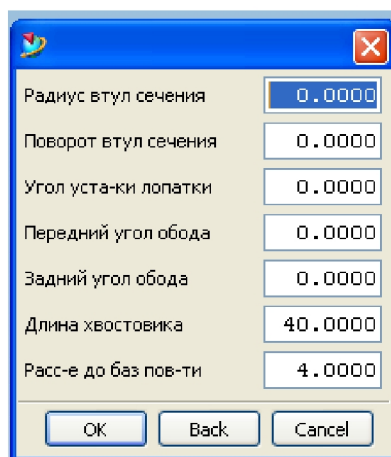 Радиус втул сечения 0.0000
Поворот втул сечения 0.0000
Угол уста-ки лопатки 0.0000
Передний угол обода 0.0000
Задний угол обода 0.0000
Длина хвостовика 40.0000
Расс-е до баз пов-ти 4.0000
OK Back Cancel